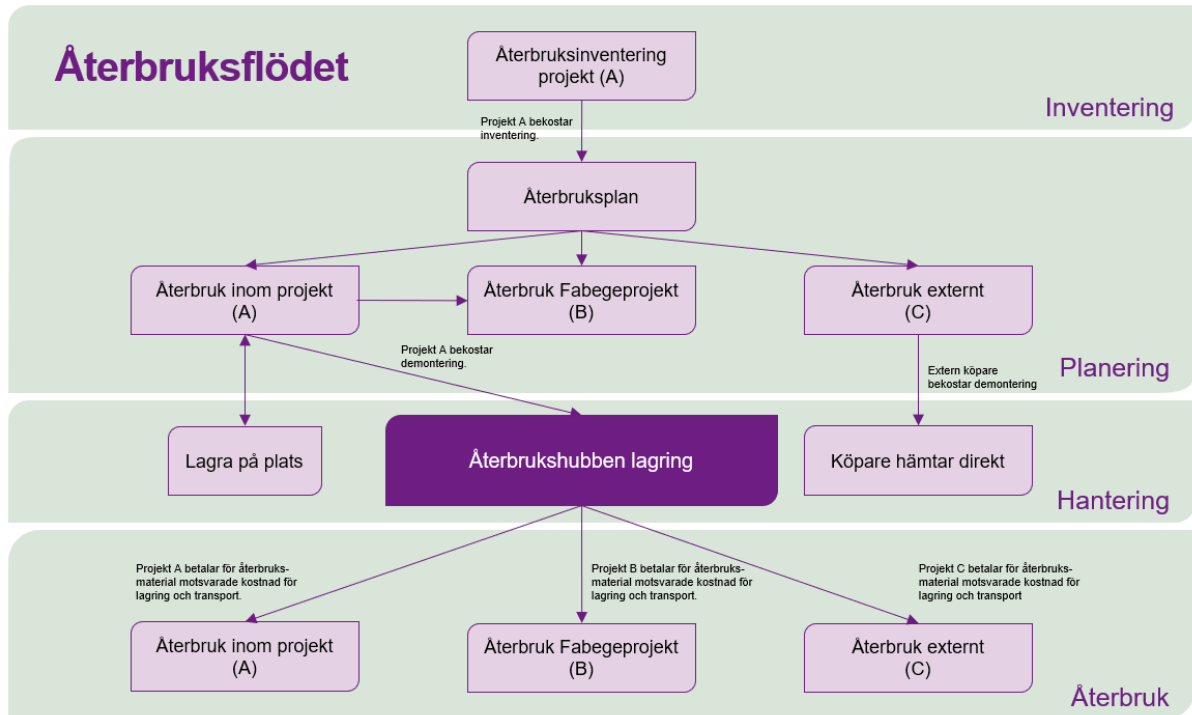 Återbruksflödet
Återbruksinventering
projekt (A)
Inventering
Projekt A bekostar
inventering.
Återbruksplan
Återbruk inom projekt
(A)
Återbruk Fabegeprojekt
(B)
Återbruk externt
(C)
Projekt A bekostar
demontering.
Extern köpare
bekostar demontering
Planering
Lagra på plats
Återbrukshubben lagring
Köpare hämtar direkt
Hantering
Projekt A betalar för återbruks-
material motsvarade kostnad för
lagring och transport.
Projekt B betalar för återbruks-
material motsvarade kostnad för
lagring och transport.
Projekt C betalar för återbruks-
material motsvarade kostnad för
lagring och transport
Återbruk inom projekt
(A)
Återbruk Fabegeprojekt
(B)
Återbruk externt
(C)
Återbruk